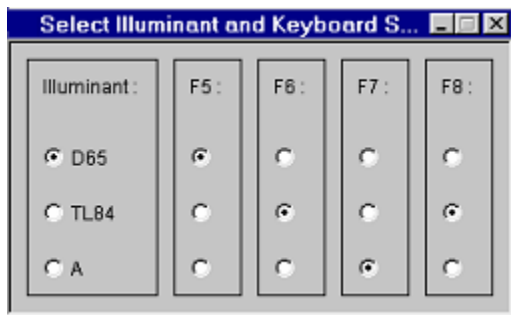 Select Illuminant and Keyboard S...
Illuminant : F5 : F6 : F7 : F8 :
D65
TL84
A